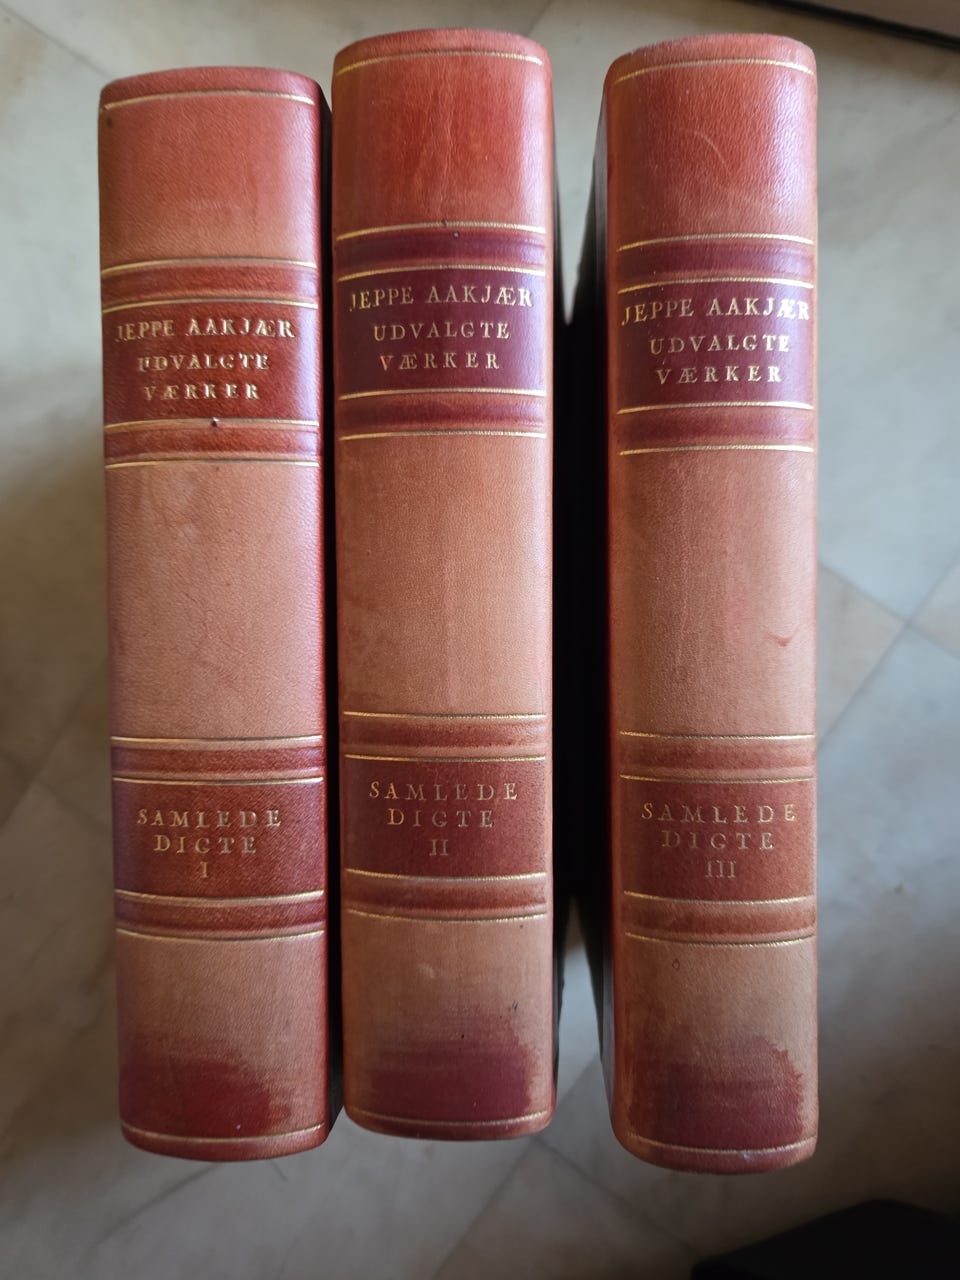 JEPPE AAKJÆR
UDVALGTE
VÆRKER
SAMLEDE
DIGTE
I
JEPPE AAKJÆR
UDVALGTE
VÆRKER
SAMLEDE
DIGTE
II
JEPPE AAKJÆR
UDVALGTE
VÆRKER
SAMLEDE
DIGTE
III